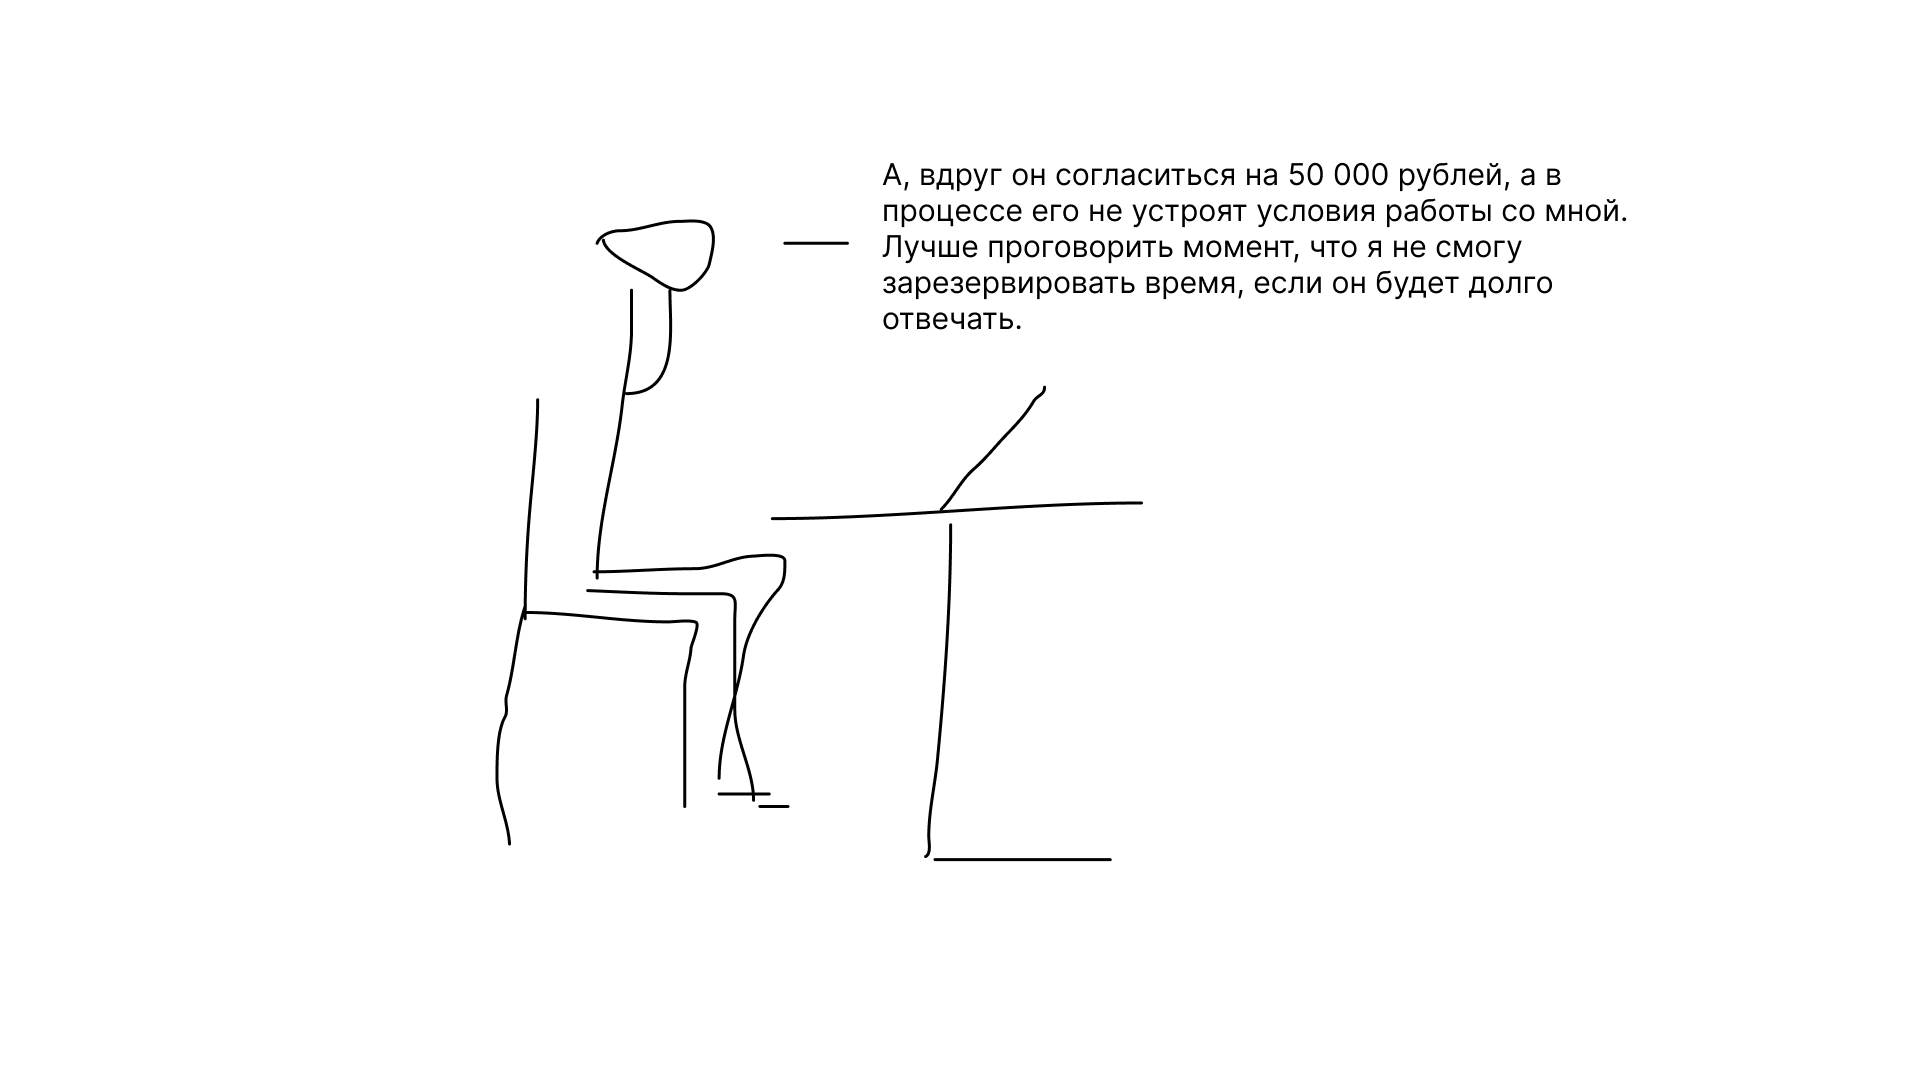 А, вдруг он согласиться на 50 000 рублей, а в
процессе его не устроят условия работы со мной.
Лучше проговорить момент, что я не смогу
зарезервировать время, если он будет долго
отвечать.